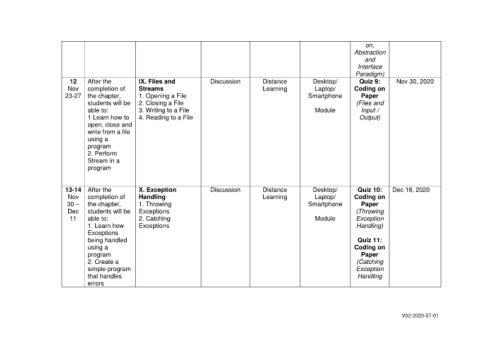 on,
Abstraction
and
Interface
Paradigm)
12
Nov
23-27
After the
completion of
the chapter,
students will be
able to:
1 Learn how to
open, close and
write from a file
using a
program
2. Perform
Stream in a
program
IX. Files and
Streams
1. Opening a File
2. Closing a File
3. Writing to a File
4. Reading to a File
Discussion
Distance
Learning
Desktop/
Laptop/
Smartphone
Module
Quiz 9:
Coding on
Paper
(Files and
Input /
Output)
Nov 30, 2020
13-14
Nov
30 –
Dec
11
After the
completion of
the chapter,
students will be
able to:
1. Learn how
Exceptions
being handled
using a
program
2. Create a
simple program
that handles
errors
X. Exception
Handling
1. Throwing
Exceptions
2. Catching
Exceptions
Discussion
Distance
Learning
Desktop/
Laptop/
Smartphone
Module
Quiz 10:
Coding on
Paper
(Throwing
Exception
Handling)
Quiz 11:
Coding on
Paper
(Catching
Exception
Handling
Dec 18, 2020
V02-2020-07-01